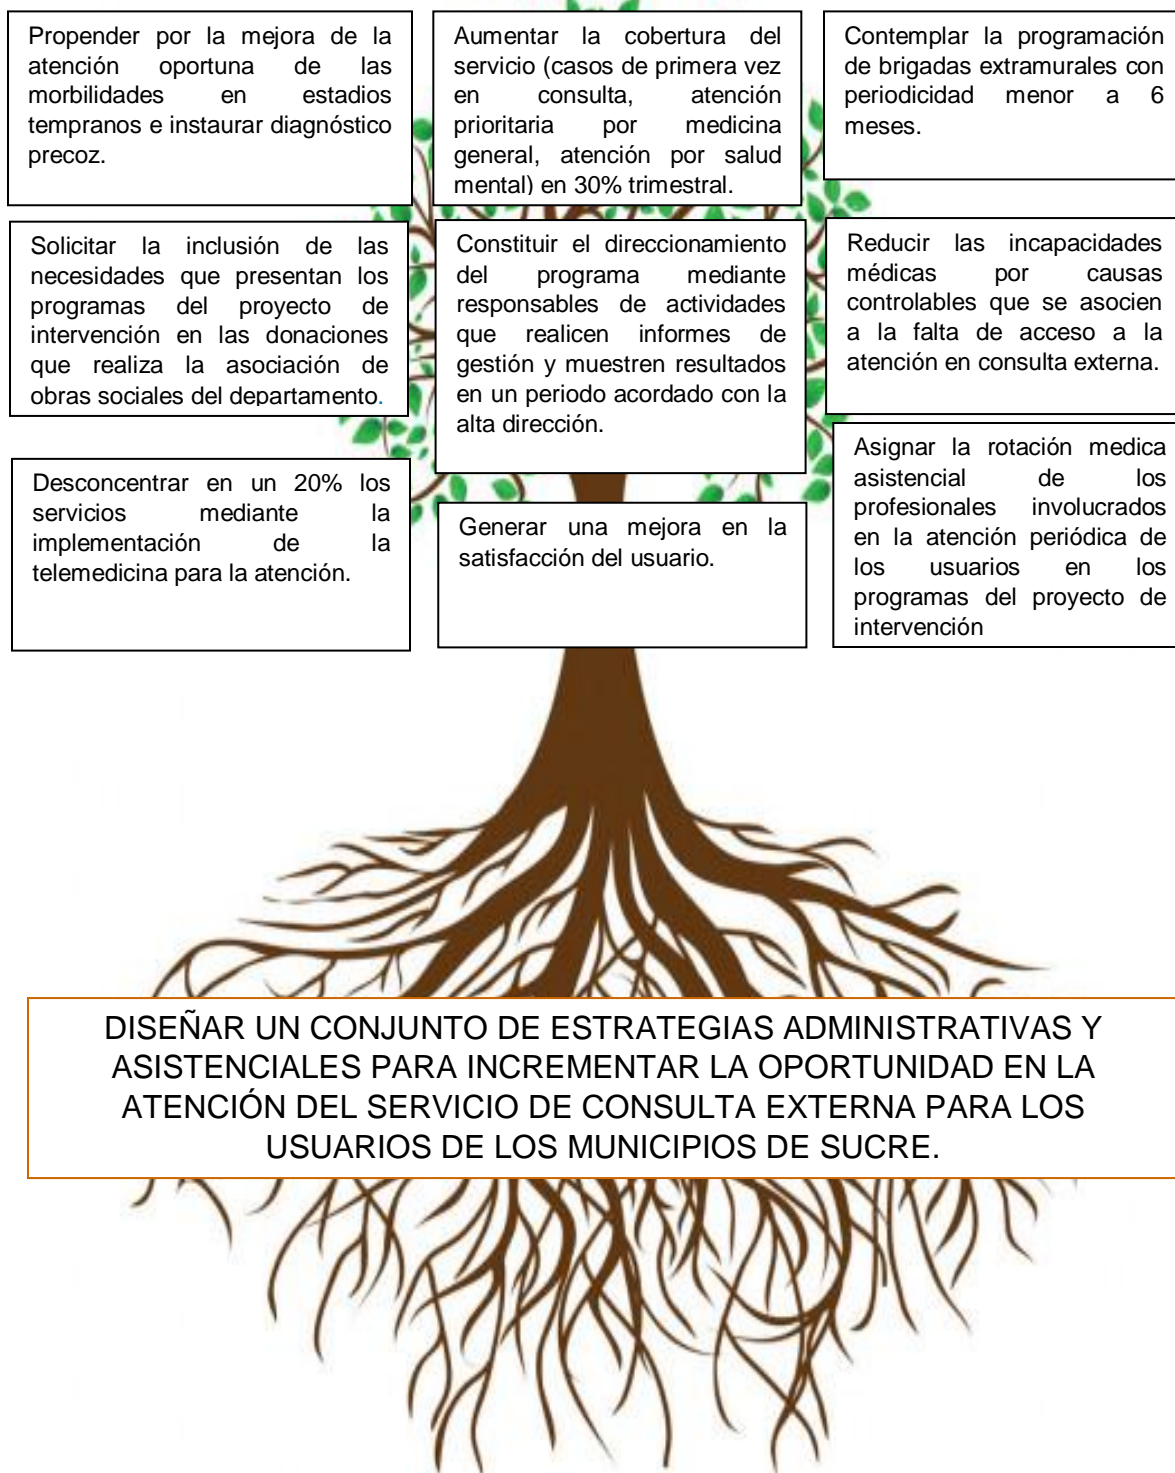 Propender por la mejora de la
atención oportuna de las
morbilidades en estadios
tempranos e instaurar diagnóstico
precoz.
Aumentar la cobertura del
servicio (casos de primera vez
en consulta, atención
prioritaria por medicina
general, atención por salud
mental) en 30% trimestral.
Contemplar la programación
de brigadas extramurales con
periodicidad menor a 6
meses.
Solicitar la inclusión de las
necesidades que presentan los
programas del proyecto de
intervención en las donaciones
que realiza la asociación de
obras sociales del departamento.
Constituir el direccionamiento
del programa mediante
responsables de actividades
que realicen informes de
gestión y muestren resultados
en un periodo acordado con la
alta dirección.
Reducir las incapacidades
médicas por causas
controlables que se asocien
a la falta de acceso a la
atención en consulta externa.
Desconcentrar en un 20% los
servicios mediante la
implementación de la
telemedicina para la atención.
Generar una mejora en la
satisfacción del usuario.
Asignar la rotación medica
asistencial de los
profesionales involucrados
en la atención periódica de
los usuarios en los
programas del proyecto de
intervención
DISEÑAR UN CONJUNTO DE ESTRATEGIAS ADMINISTRATIVAS Y
ASISTENCIALES PARA INCREMENTAR LA OPORTUNIDAD EN LA
ATENCIÓN DEL SERVICIO DE CONSULTA EXTERNA PARA LOS
USUARIOS DE LOS MUNICIPIOS DE SUCRE.